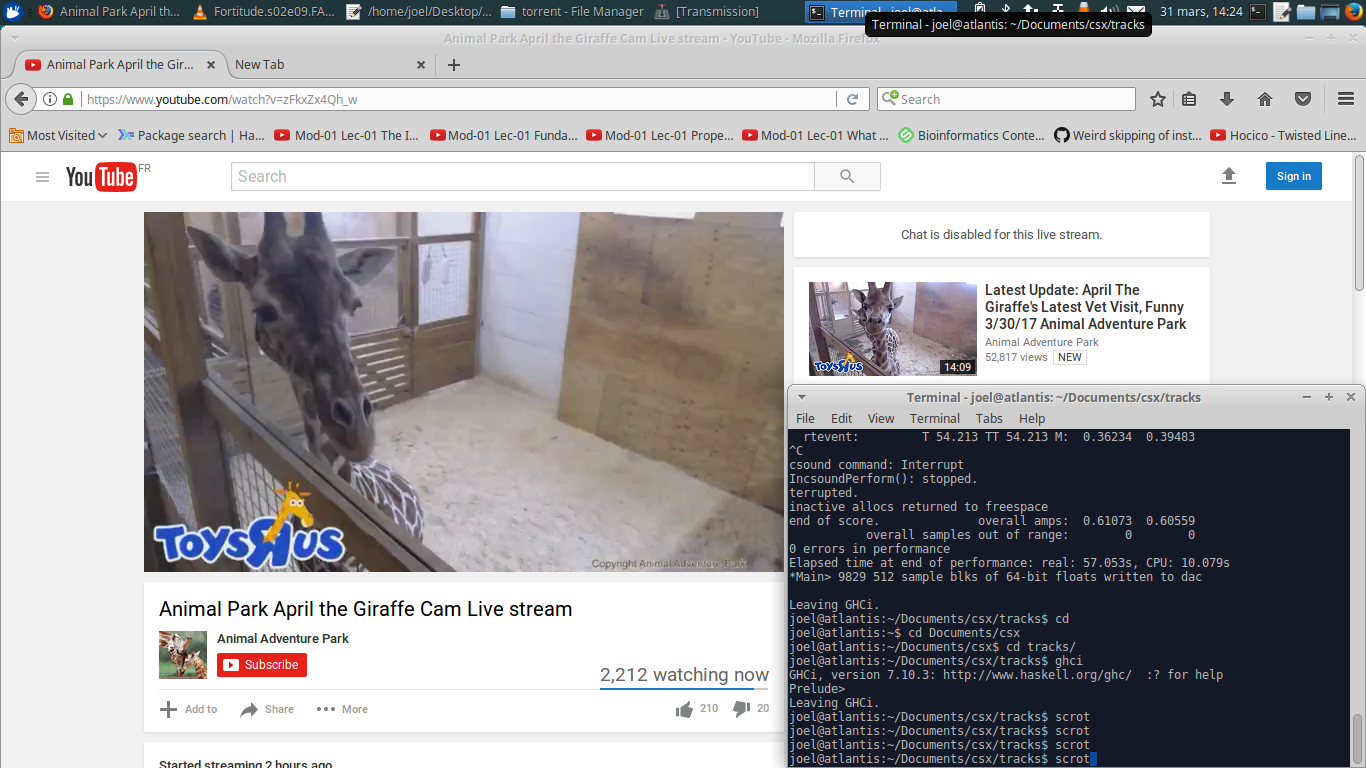 Animal Park April th...
Fortitude.s02e09.FA...
/home/joel/Desktop/...
torrent - File Manager
[Transmission]
Terminal - joel@atla...
31 mars, 14:24
Terminal - joel@atlantis: ~/Documents/csx/tracks
Animal Park April the Giraffe Cam Live stream - YouTube - Mozilla Firefox
Animal Park April the Gir...
New Tab
https://www.youtube.com/watch?v=zFkxZx4Qh_w
Search
Most Visited
Package search | Ha...
Mod-01 Lec-01 The I...
Mod-01 Lec-01 Funda...
Mod-01 Lec-01 Prope...
Mod-01 Lec-01 What ...
Bioinformatics Conte...
Weird skipping of inst...
Hocico - Twisted Line...
YouTube FR
Search
Sign in
Chat is disabled for this live stream.
Latest Update: April The
Giraffe's Latest Vet Visit, Funny
3/30/17 Animal Adventure Park
Animal Adventure Park
52,817 views NEW
ToysRus
14:09
ToysRus
Copyright Animal Adventure Park
Animal Park April the Giraffe Cam Live stream
Animal Adventure Park
Subscribe
2,212 watching now
Add to
Share
More
210
20
Started streaming 2 hours ago
Terminal - joel@atlantis: ~/Documents/csx/tracks
File Edit View Terminal Tabs Help
rtevent: T 54.213 TT 54.213 M: 0.36234 0.39483
^C
csound command: Interrupt
IncsoundPerform(): stopped.
terrupted.
inactive allocs returned to freespace
end of score. overall amps: 0.61073 0.60559
overall samples out of range: 0 0
0 errors in performance
Elapsed time at end of performance: real: 57.053s, CPU: 10.079s
*Main> 9829 512 sample blks of 64-bit floats written to dac
Leaving GHCi.
joel@atlantis:~/Documents/csx/tracks$ cd
joel@atlantis:~$ cd Documents/csx
joel@atlantis:~/Documents/csx$ cd tracks/
joel@atlantis:~/Documents/csx/tracks$ ghci
GHCi, version 7.10.3: http://www.haskell.org/ghc/ :? for help
Prelude>
Leaving GHCi.
joel@atlantis:~/Documents/csx/tracks$ scrot
joel@atlantis:~/Documents/csx/tracks$ scrot
joel@atlantis:~/Documents/csx/tracks$ scrot
joel@atlantis:~/Documents/csx/tracks$ scrot